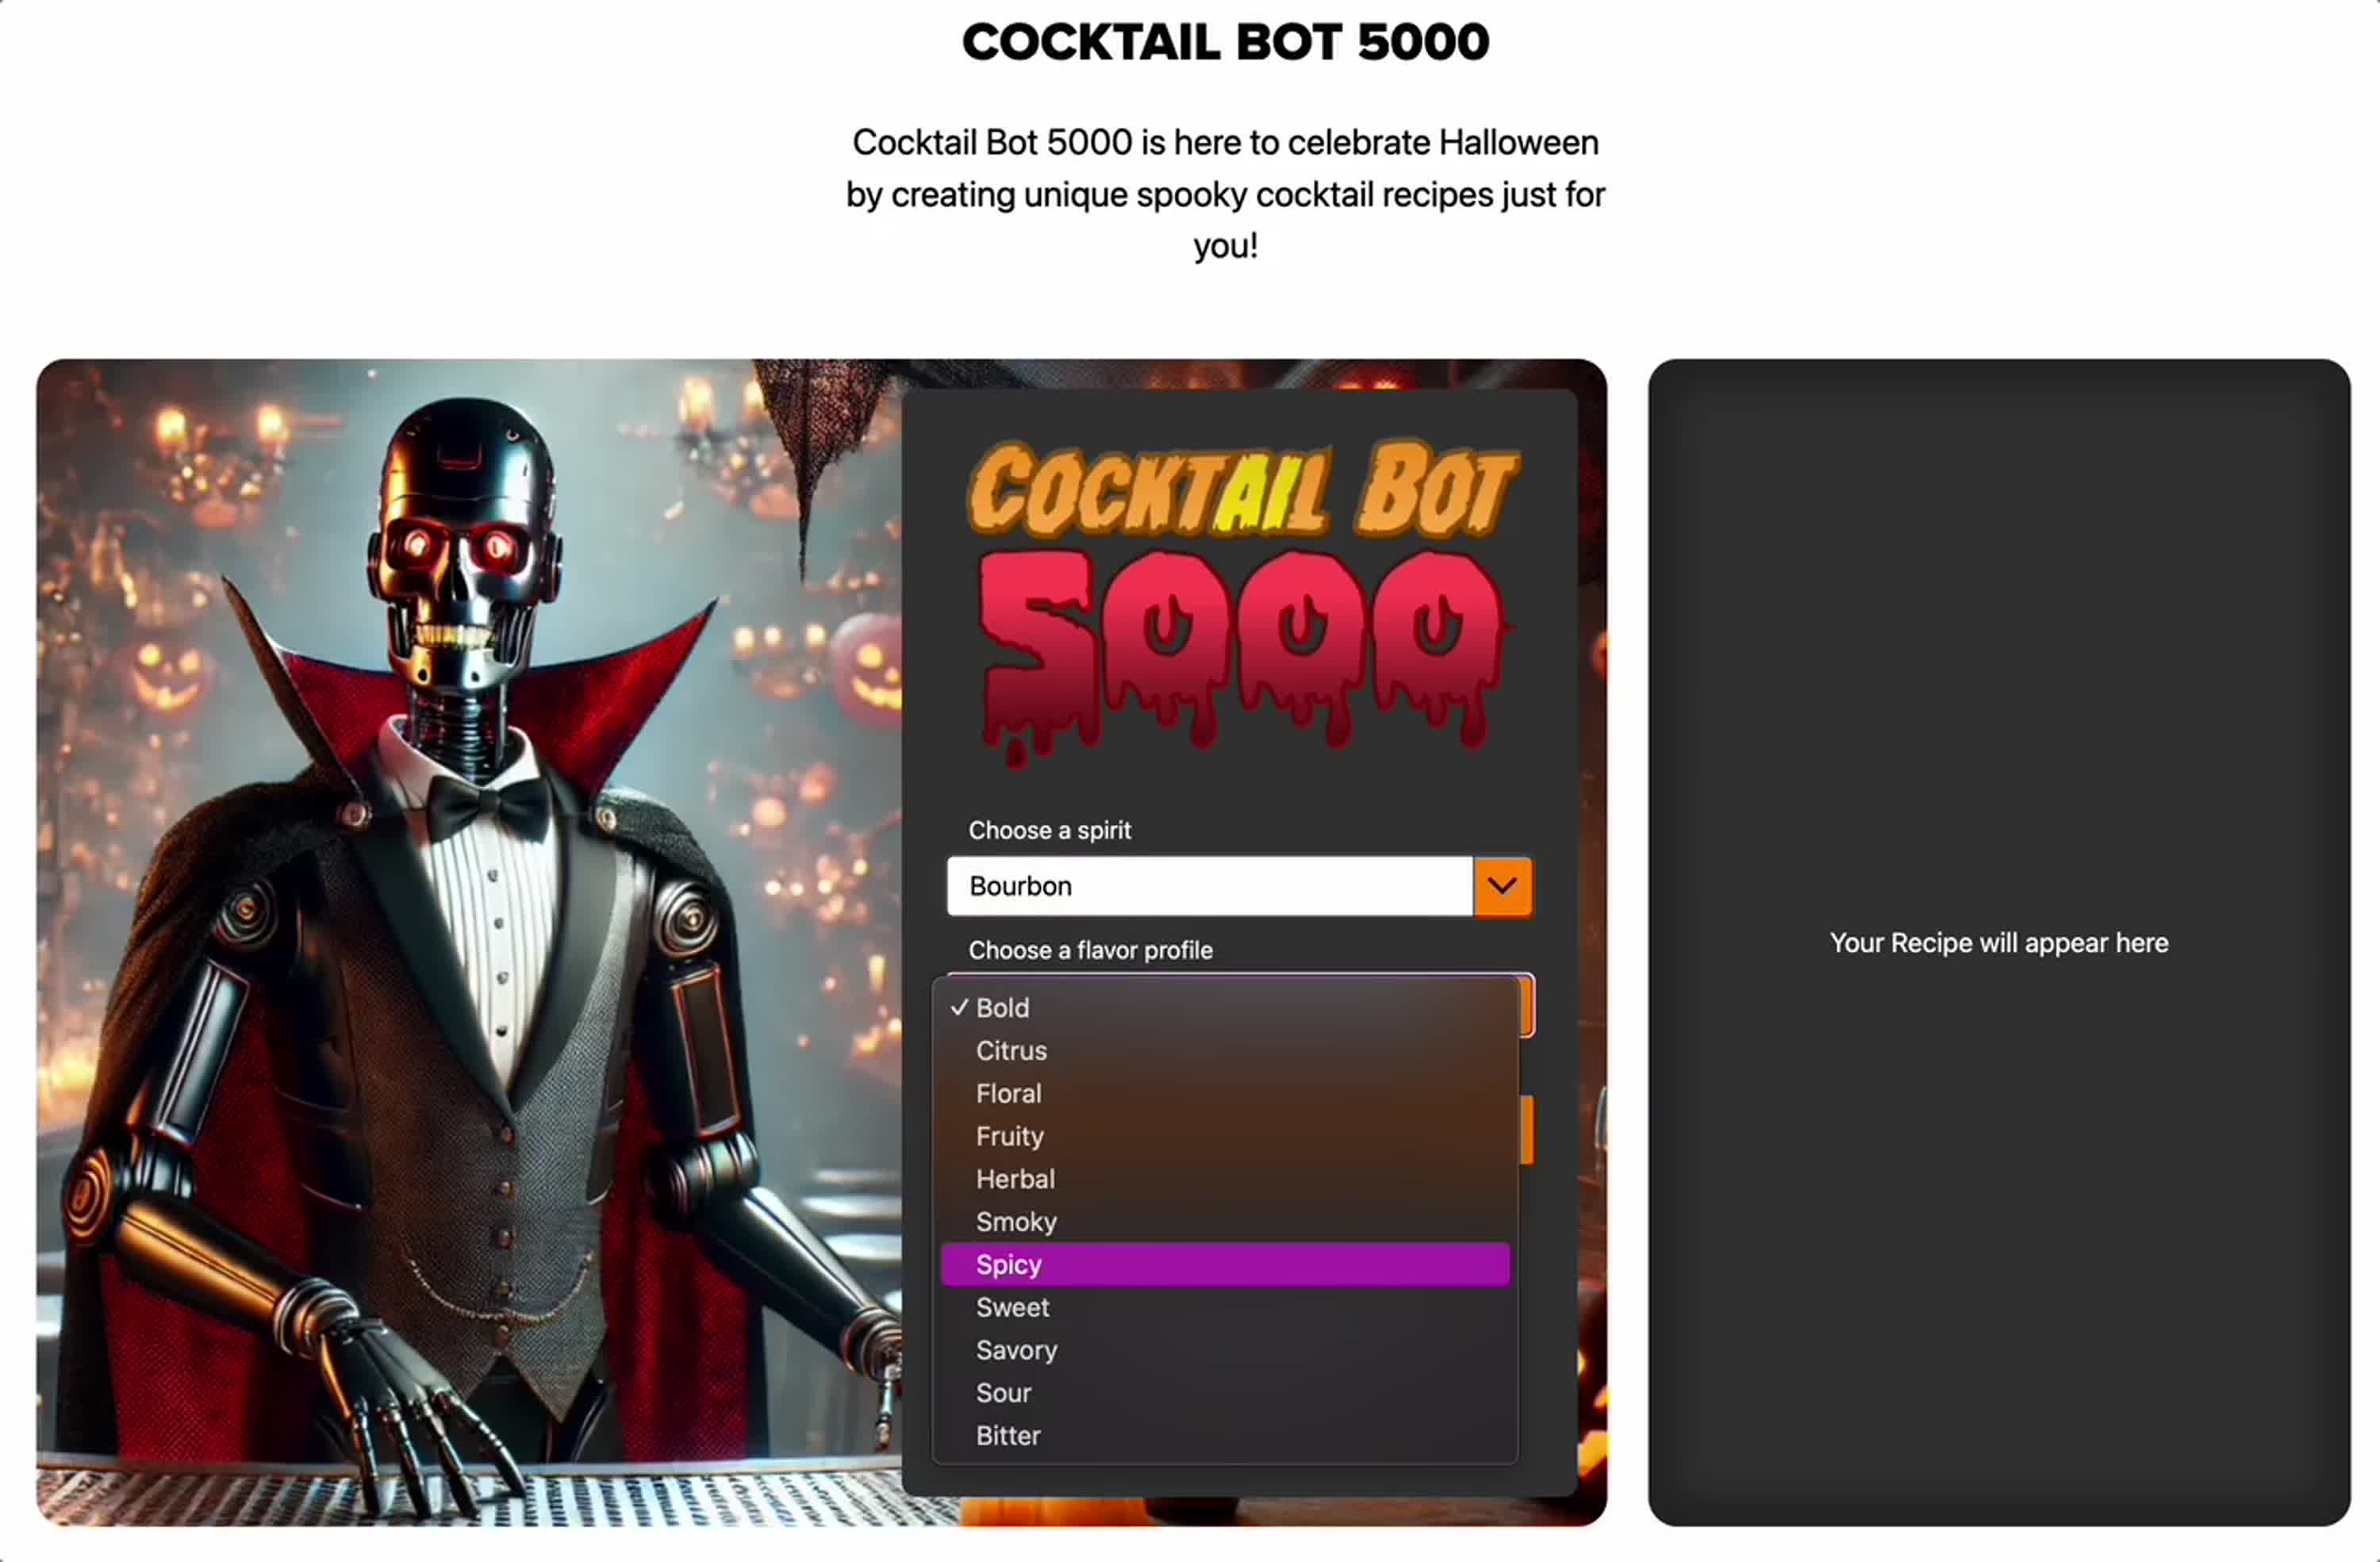 COCKTAIL BOT 5000
Cocktail Bot 5000 is here to celebrate Halloween
by creating unique spooky cocktail recipes just for
you!
COCKTAIL BOT
5000
Choose a spirit
Bourbon
Choose a flavor profile
✓ Bold
Citrus
Floral
Fruity
Herbal
Smoky
Spicy
Sweet
Savory
Sour
Bitter
Your Recipe will appear here